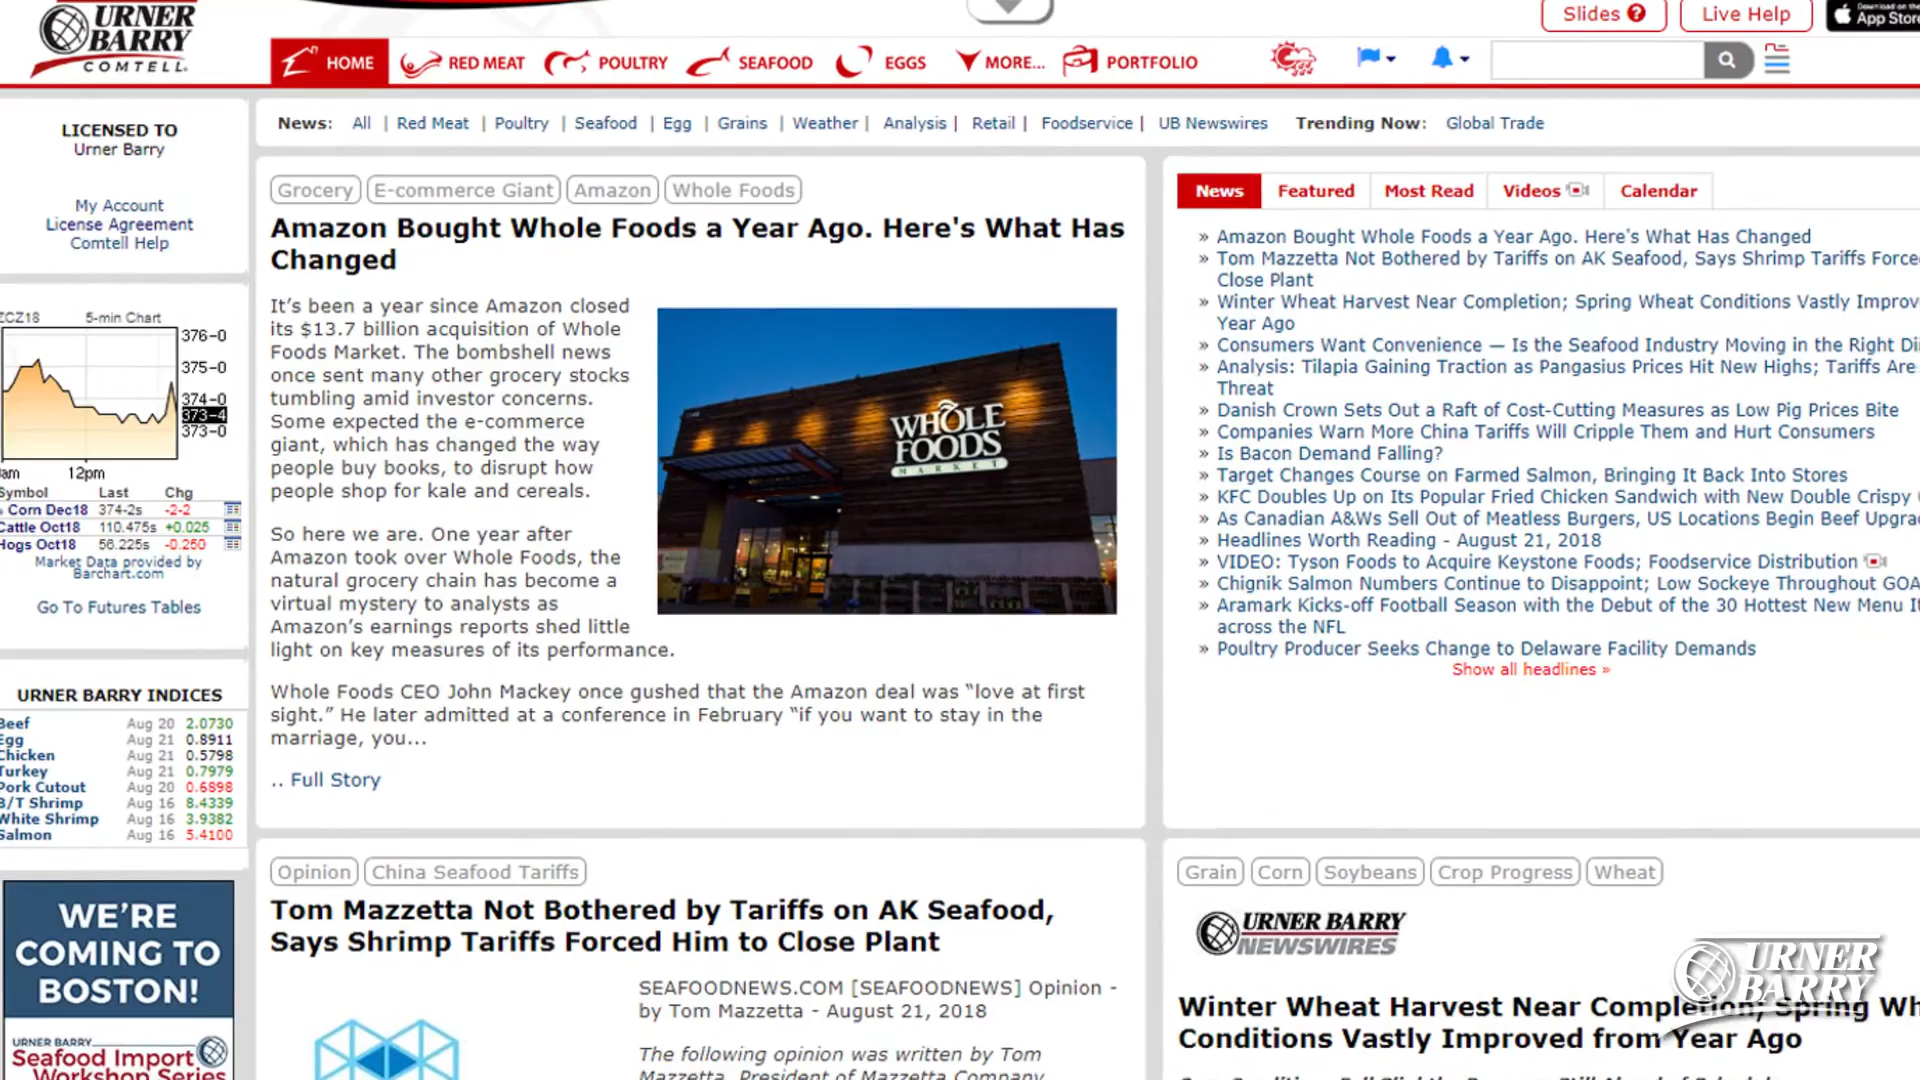 URNER
BARRY
COMTELL
Slides ?
Live Help
Download on the
App Store
HOME
RED MEAT
POULTRY
SEAFOOD
EGGS
MORE...
PORTFOLIO
LICENSED TO
Urner Barry
My Account
License Agreement
Comtell Help
News: All | Red Meat | Poultry | Seafood | Egg | Grains | Weather | Analysis | Retail | Foodservice | UB Newswires Trending Now: Global Trade
ZCZ18 5-min Chart
376-0
375-0
374-0
373-4
373-0
12pm
Symbol Last Chg
Corn Dec18 374-2s -2-2
Cattle Oct18 110.475s +0.025
Hogs Oct18 56.225s -0.250
Market Data provided by
Barchart.com
Go To Futures Tables
URNER BARRY INDICES
Beef Aug 20 2.0730
Egg Aug 21 0.8911
Chicken Aug 21 0.5798
Turkey Aug 21 0.7979
Pork Cutout Aug 20 0.6898
B/T Shrimp Aug 16 8.4339
White Shrimp Aug 16 3.9382
Salmon Aug 16 5.4100
WE'RE
COMING TO
BOSTON!
URNER BARRY
Seafood Import
Workshop Series
Grocery E-commerce Giant Amazon Whole Foods
Amazon Bought Whole Foods a Year Ago. Here's What Has
Changed
It’s been a year since Amazon closed
its $13.7 billion acquisition of Whole
Foods Market. The bombshell news
once sent many other grocery stocks
tumbling amid investor concerns.
Some expected the e-commerce
giant, which has changed the way
people buy books, to disrupt how
people shop for kale and cereals.
So here we are. One year after
Amazon took over Whole Foods, the
natural grocery chain has become a
virtual mystery to analysts as
Amazon’s earnings reports shed little
light on key measures of its performance.
WHOLE
FOODS
MARKET
Whole Foods CEO John Mackey once gushed that the Amazon deal was “love at first
sight.” He later admitted at a conference in February “if you want to stay in the
marriage, you...
.. Full Story
News Featured Most Read Videos Calendar
» Amazon Bought Whole Foods a Year Ago. Here's What Has Changed
» Tom Mazzetta Not Bothered by Tariffs on AK Seafood, Says Shrimp Tariffs Force
Close Plant
» Winter Wheat Harvest Near Completion; Spring Wheat Conditions Vastly Improv
Year Ago
» Consumers Want Convenience — Is the Seafood Industry Moving in the Right Di
» Analysis: Tilapia Gaining Traction as Pangasius Prices Hit New Highs; Tariffs Are
Threat
» Danish Crown Sets Out a Raft of Cost-Cutting Measures as Low Pig Prices Bite
» Companies Warn More China Tariffs Will Cripple Them and Hurt Consumers
» Is Bacon Demand Falling?
» Target Changes Course on Farmed Salmon, Bringing It Back Into Stores
» KFC Doubles Up on Its Popular Fried Chicken Sandwich with New Double Crispy
» As Canadian A&Ws Sell Out of Meatless Burgers, US Locations Begin Beef Upgra
» Headlines Worth Reading - August 21, 2018
» VIDEO: Tyson Foods to Acquire Keystone Foods; Foodservice Distribution
» Chignik Salmon Numbers Continue to Disappoint; Low Sockeye Throughout GOA
» Aramark Kicks-off Football Season with the Debut of the 30 Hottest New Menu It
across the NFL
» Poultry Producer Seeks Change to Delaware Facility Demands
Show all headlines »
Opinion China Seafood Tariffs
Tom Mazzetta Not Bothered by Tariffs on AK Seafood,
Says Shrimp Tariffs Forced Him to Close Plant
SEAFOODNEWS.COM [SEAFOODNEWS] Opinion -
by Tom Mazzetta - August 21, 2018
The following opinion was written by Tom
Mazzetta, President of Mazzetta Company
Grain Corn Soybeans Crop Progress Wheat
URNER BARRY
NEWSWIRES
Winter Wheat Harvest Near Completion; Spring Wh
Conditions Vastly Improved from Year Ago
URNER
BARRY